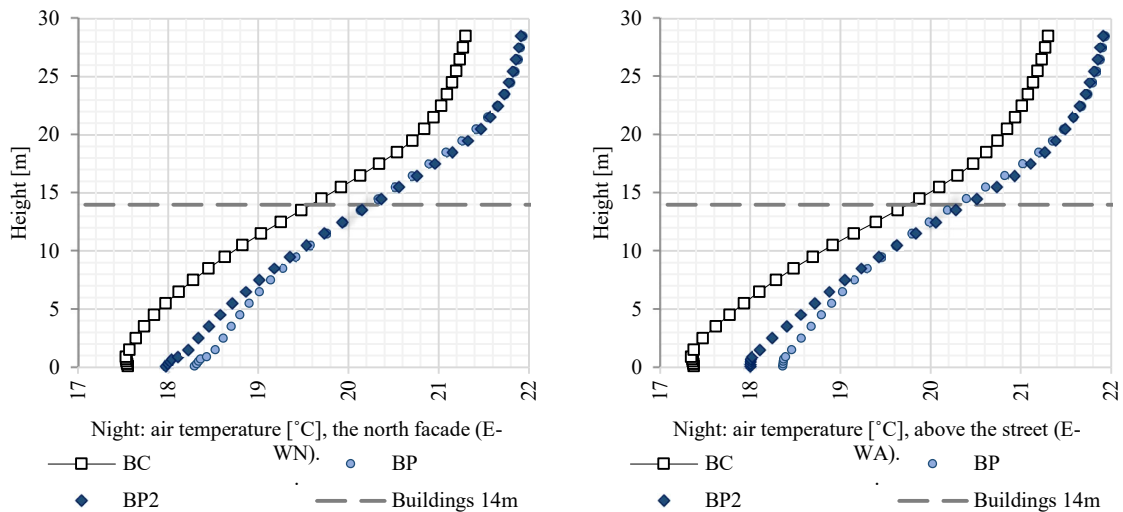 30
25
20
15
10
5
0
Height [m]
17
18
19
20
21
22
Night: air temperature [˚C], the north facade (E-
WN).
BC
BP
.
BP2
Buildings 14m
30
25
20
15
10
5
0
Height [m]
17
18
19
20
21
22
Night: air temperature [˚C], above the street (E-
WA).
BC
BP
.
BP2
Buildings 14m